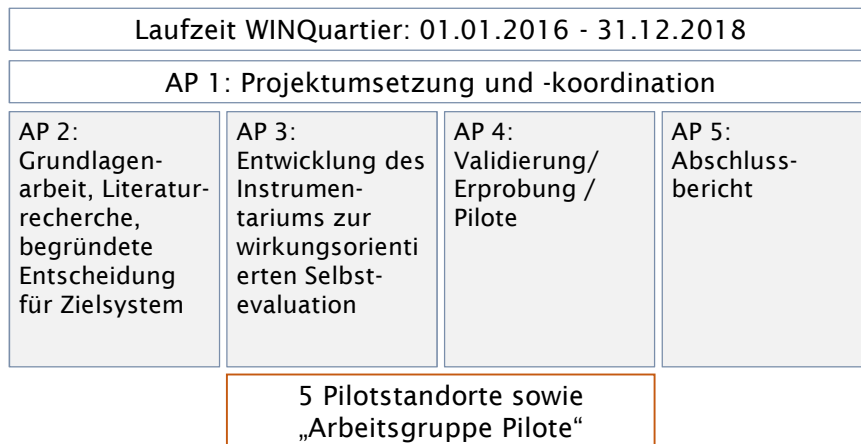 Laufzeit WINQuartier: 01.01.2016 - 31.12.2018
AP 1: Projektumsetzung und -koordination
AP 2:
Grundlagen-
arbeit, Literatur-
recherche,
begründete
Entscheidung
für Zielsystem
AP 3:
Entwicklung des
Instrumen-
tariums zur
wirkungsorienti
erten Selbst-
evaluation
AP 4:
Validierung/
Erprobung /
Pilote
AP 5:
Abschluss-
bericht
5 Pilotstandorte sowie
„Arbeitsgruppe Pilote“